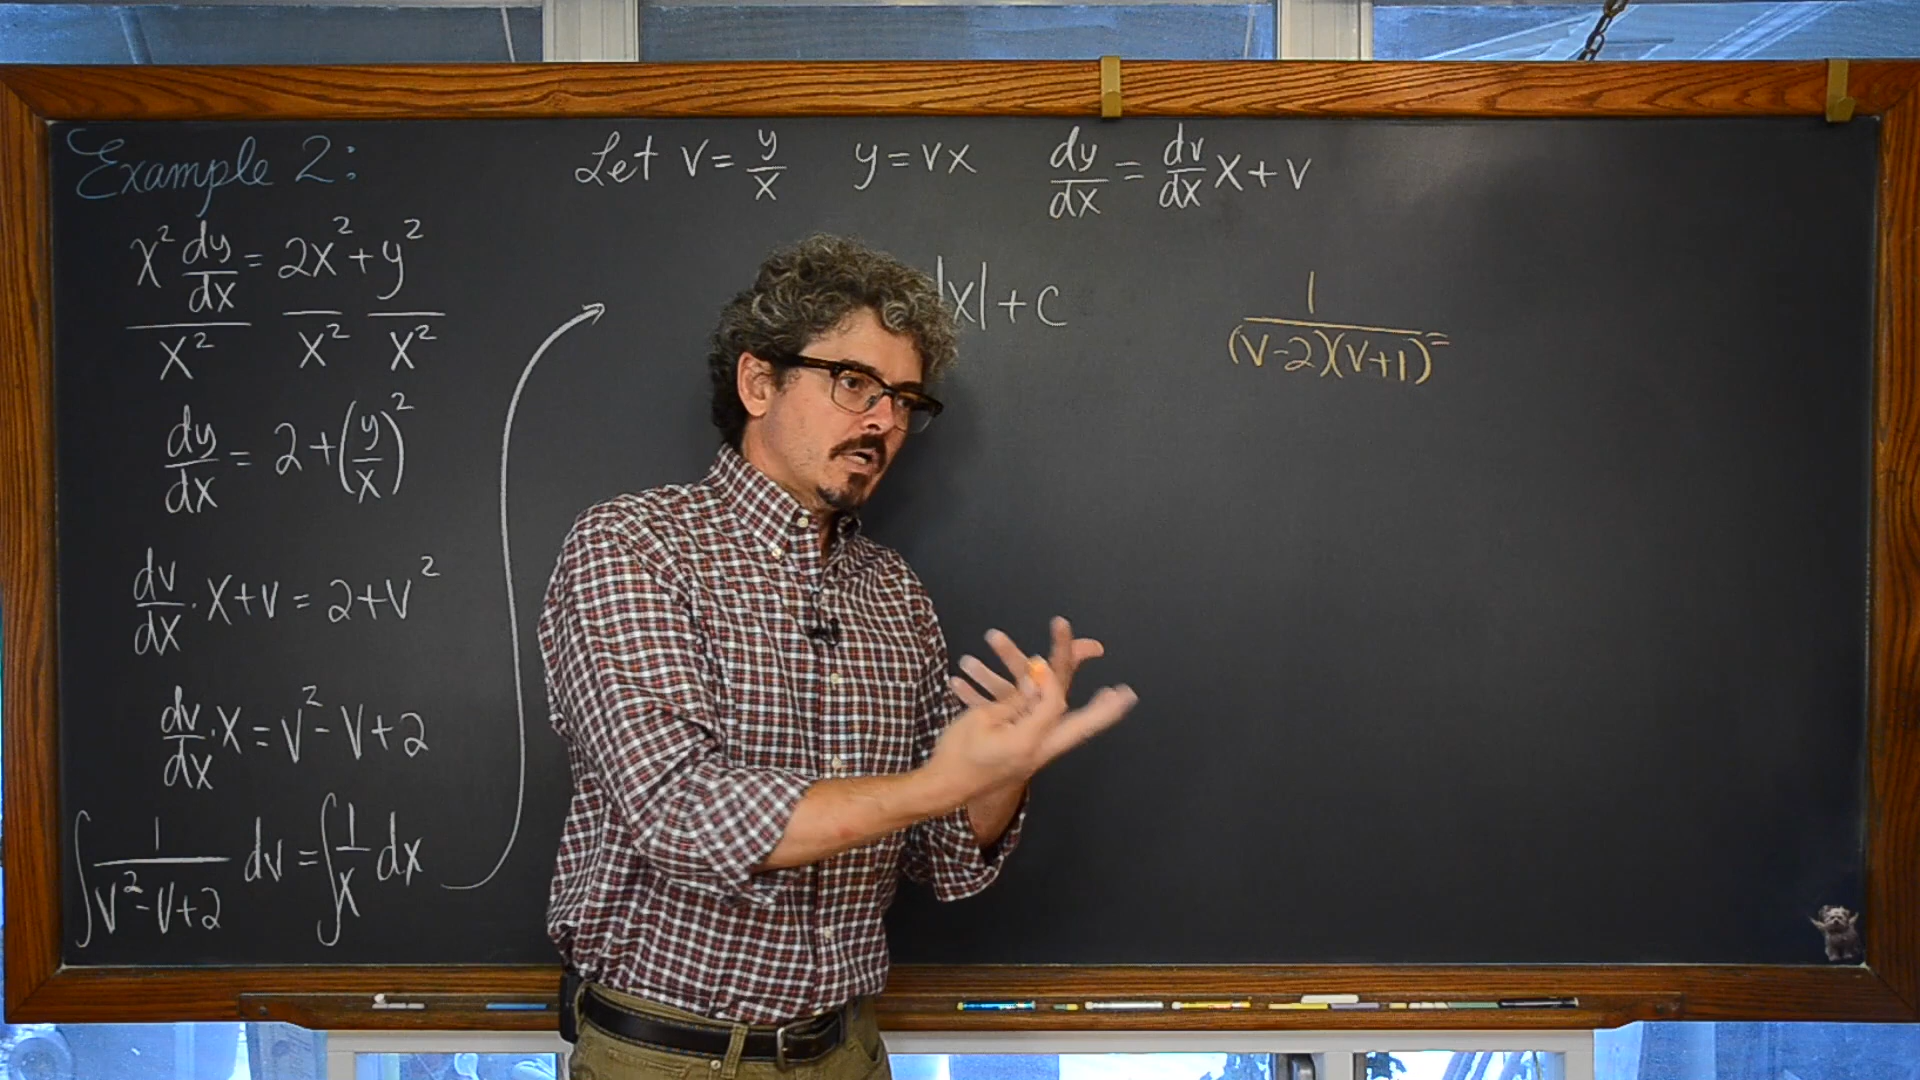 Example 2:
Let v = y/x   y = vx   dy/dx = dv/dx x + v
x² dy/dx = 2x² + y²
x²   x²   x²
dy/dx = 2 + (y/x)²
dv/dx · x + v = 2 + v²
dv/dx · x = v² - v + 2
∫ 1/(v² - v + 2) dv = ∫ 1/x dx
|x| + c
1/((v-2)(v+1)) =